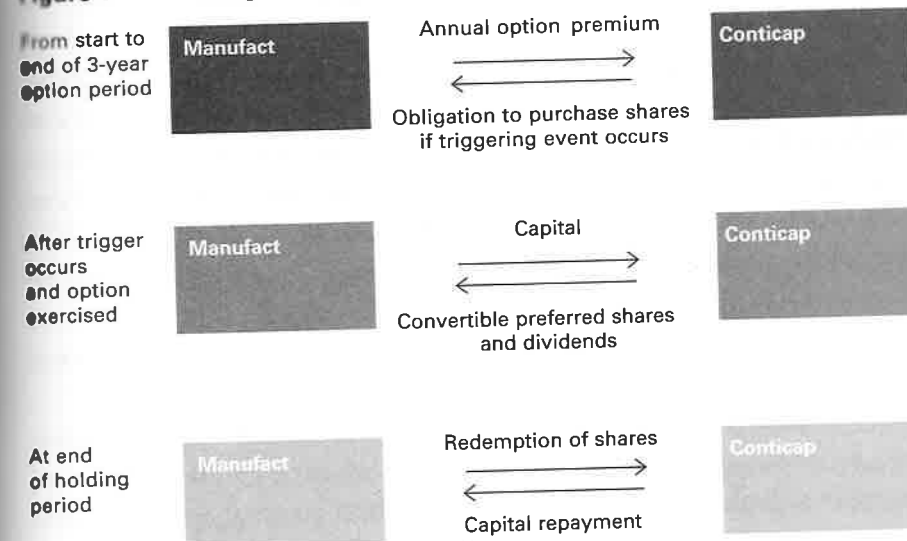 From start to
end of 3-year
option period
Manufact
Annual option premium
Obligation to purchase shares
if triggering event occurs
Conticap
After trigger
occurs
and option
exercised
Manufact
Capital
Convertible preferred shares
and dividends
Conticap
At end
of holding
period
Manufact
Redemption of shares
Capital repayment
Conticap